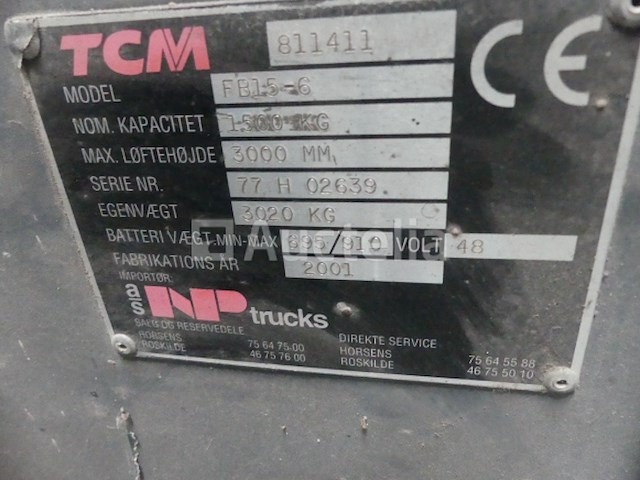 TCM 811411 CE
MODEL FB15-6
NOM. KAPACITET 1500 KG
MAX. LØFTEHØJDE 3000 MM
SERIE NR. 77 H 02639
EGENVÆGT 3020 KG
BATTERI VÆGT-MIN-MAX 895/910 VOLT 48
FABRIKATIONS ÅR 2001
IMPORTØR:
a/s NP trucks
SALG OG RESERVEDELE DIREKTE SERVICE
HORSENS 75 64 75 00 HORSENS 75 64 55 88
ROSKILDE 46 75 76 00 ROSKILDE 46 75 50 10